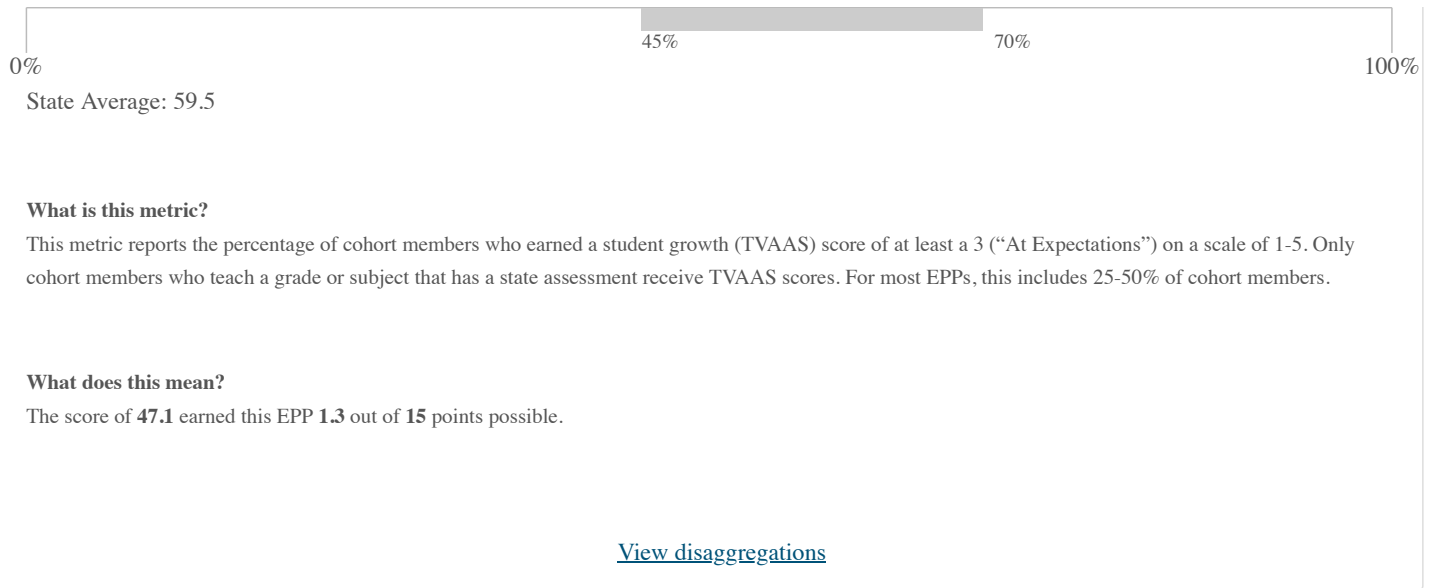 45% 70%
0% 100%
State Average: 59.5
What is this metric?
This metric reports the percentage of cohort members who earned a student growth (TVAAS) score of at least a 3 (“At Expectations”) on a scale of 1-5. Only
cohort members who teach a grade or subject that has a state assessment receive TVAAS scores. For most EPPs, this includes 25-50% of cohort members.
What does this mean?
The score of 47.1 earned this EPP 1.3 out of 15 points possible.
View disaggregations